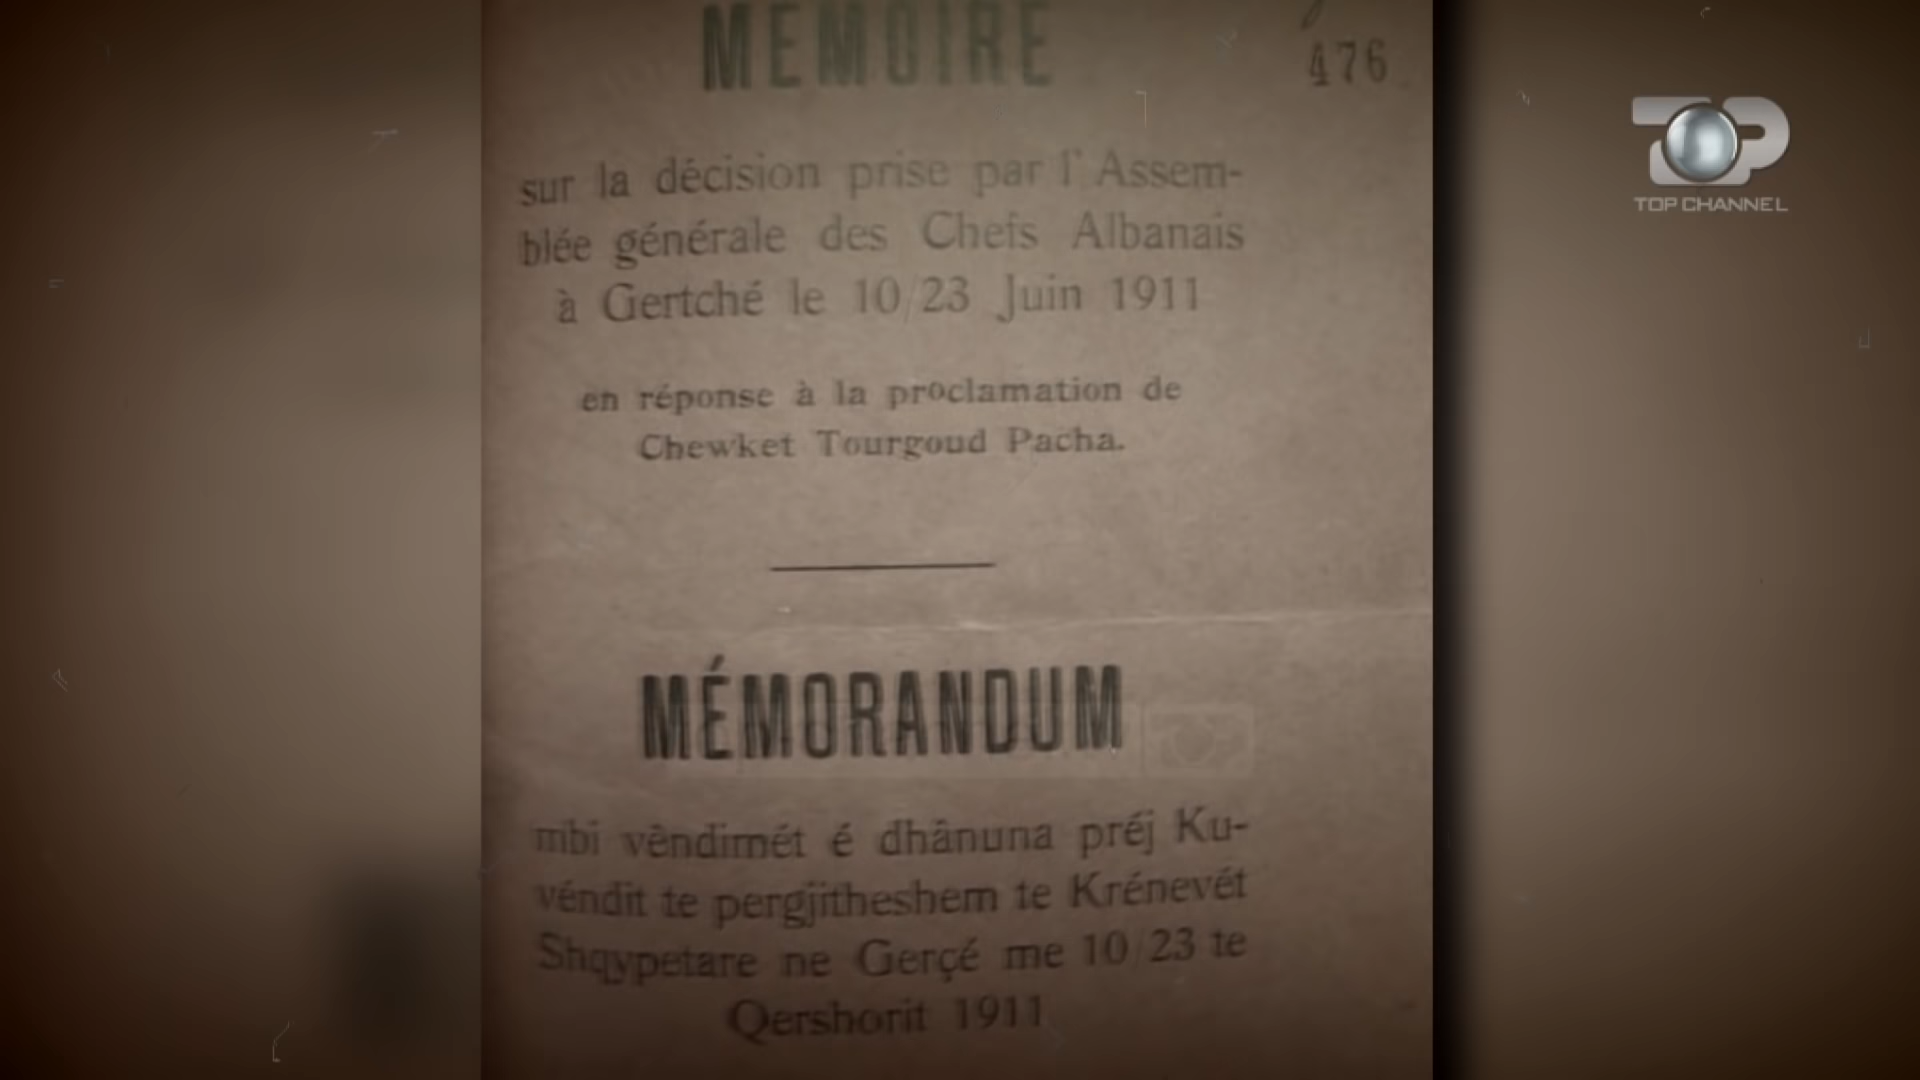 MEMOIRE
476
sur la décision prise par l'Assem-
blée générale des Chefs Albanais
à Gertché le 10/23 Juin 1911
en réponse à la proclamation de
Chewket Tourgoud Pacha.
MÉMORANDUM
mbi vêndimét é dhânuna préj Ku-
véndit te pergjitheshem te Krénevét
Shqypetare ne Gerçé me 10/23 te
Qershorit 1911
TOP CHANNEL